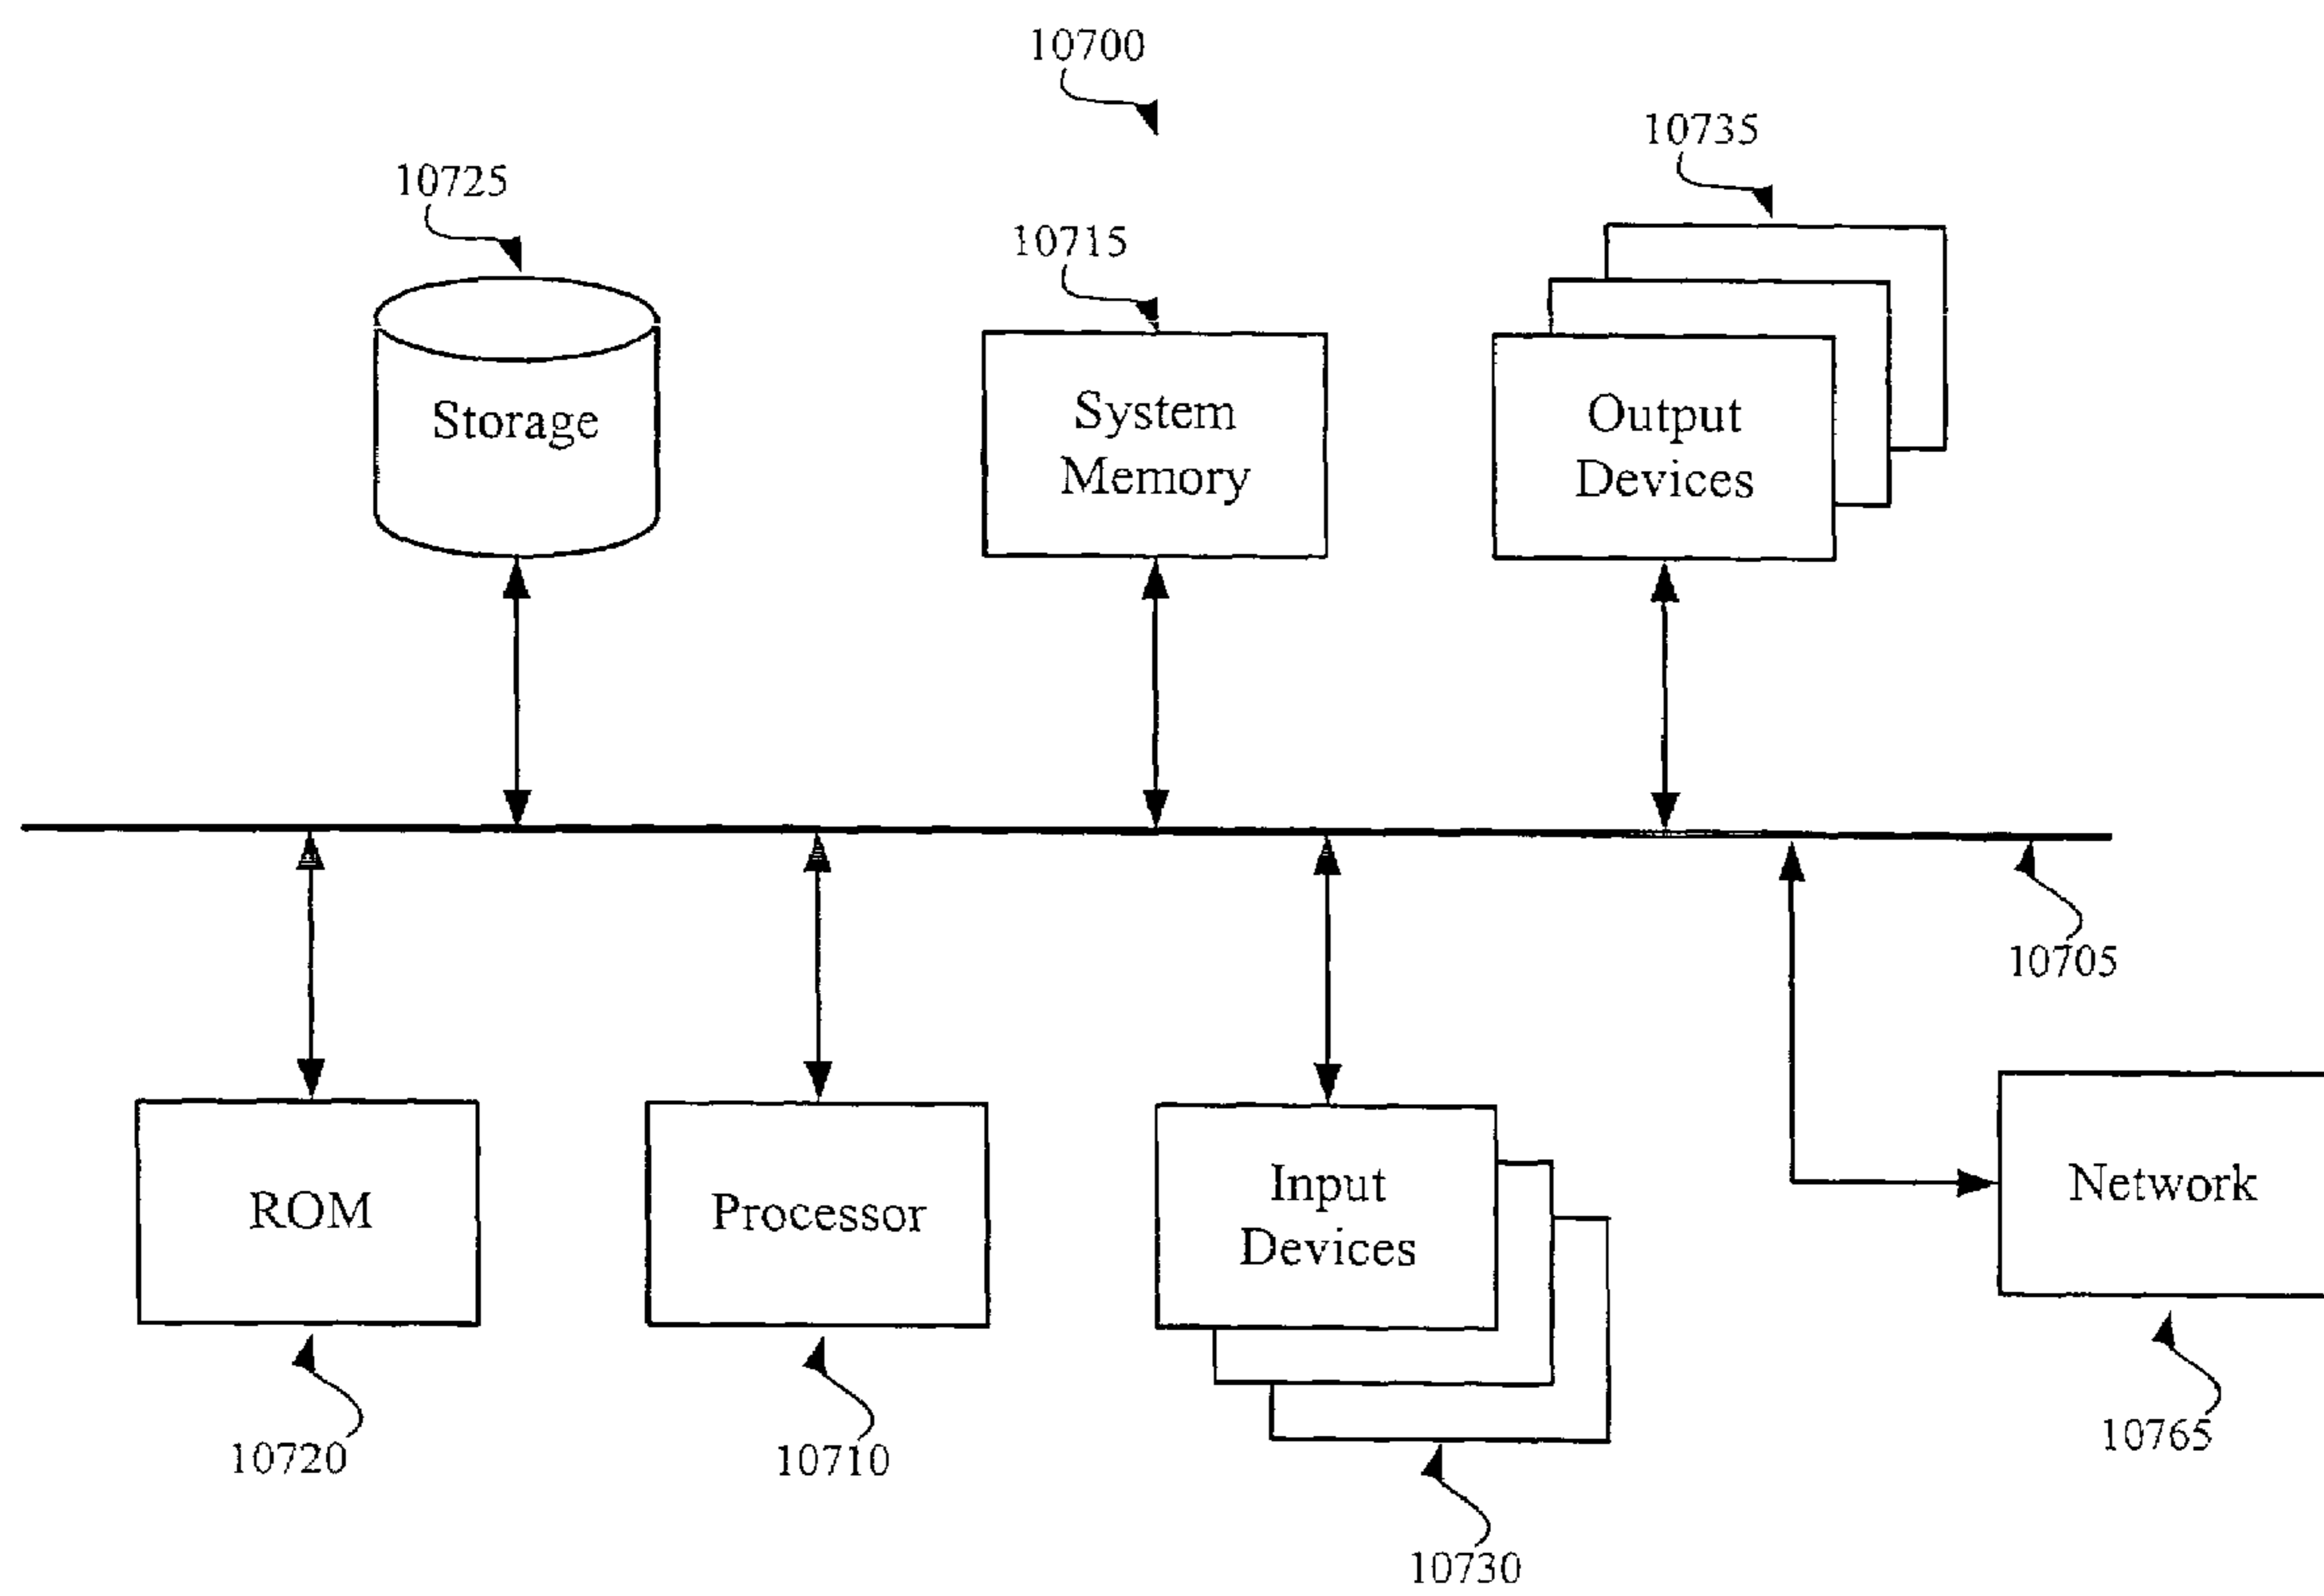 10700
10735
10725
10715
Storage
System
Memory
Output
Devices
10705
ROM
Processor
Input
Devices
Network
10720
10710
10765
10730